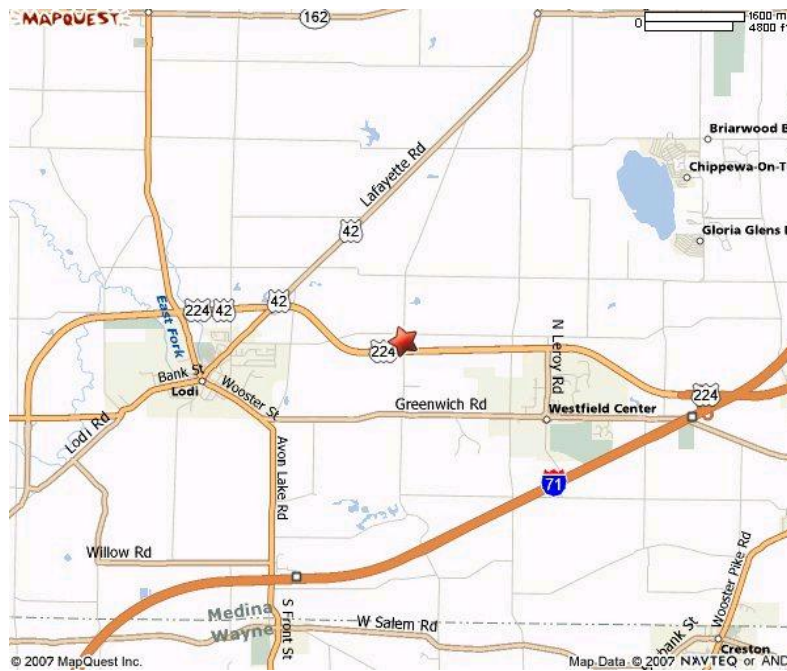 MAPQUEST
162
0
1600 m
4800 ft
Briarwood B
Chippewa-On-T
Lafayette Rd
42
Gloria Glens
East Fork
224
42
42
224
N Leroy Rd
Bank St
Lodi
Wooster St
224
Greenwich Rd
Westfield Center
Lodi Rd
Avon Lake Rd
71
Willow Rd
Wooster Pike Rd
Medina
Wayne
S Front St
W Salem Rd
bank St
Creston
© 2007 MapQuest Inc.
Map Data © 2007 NAVTEQ or AND